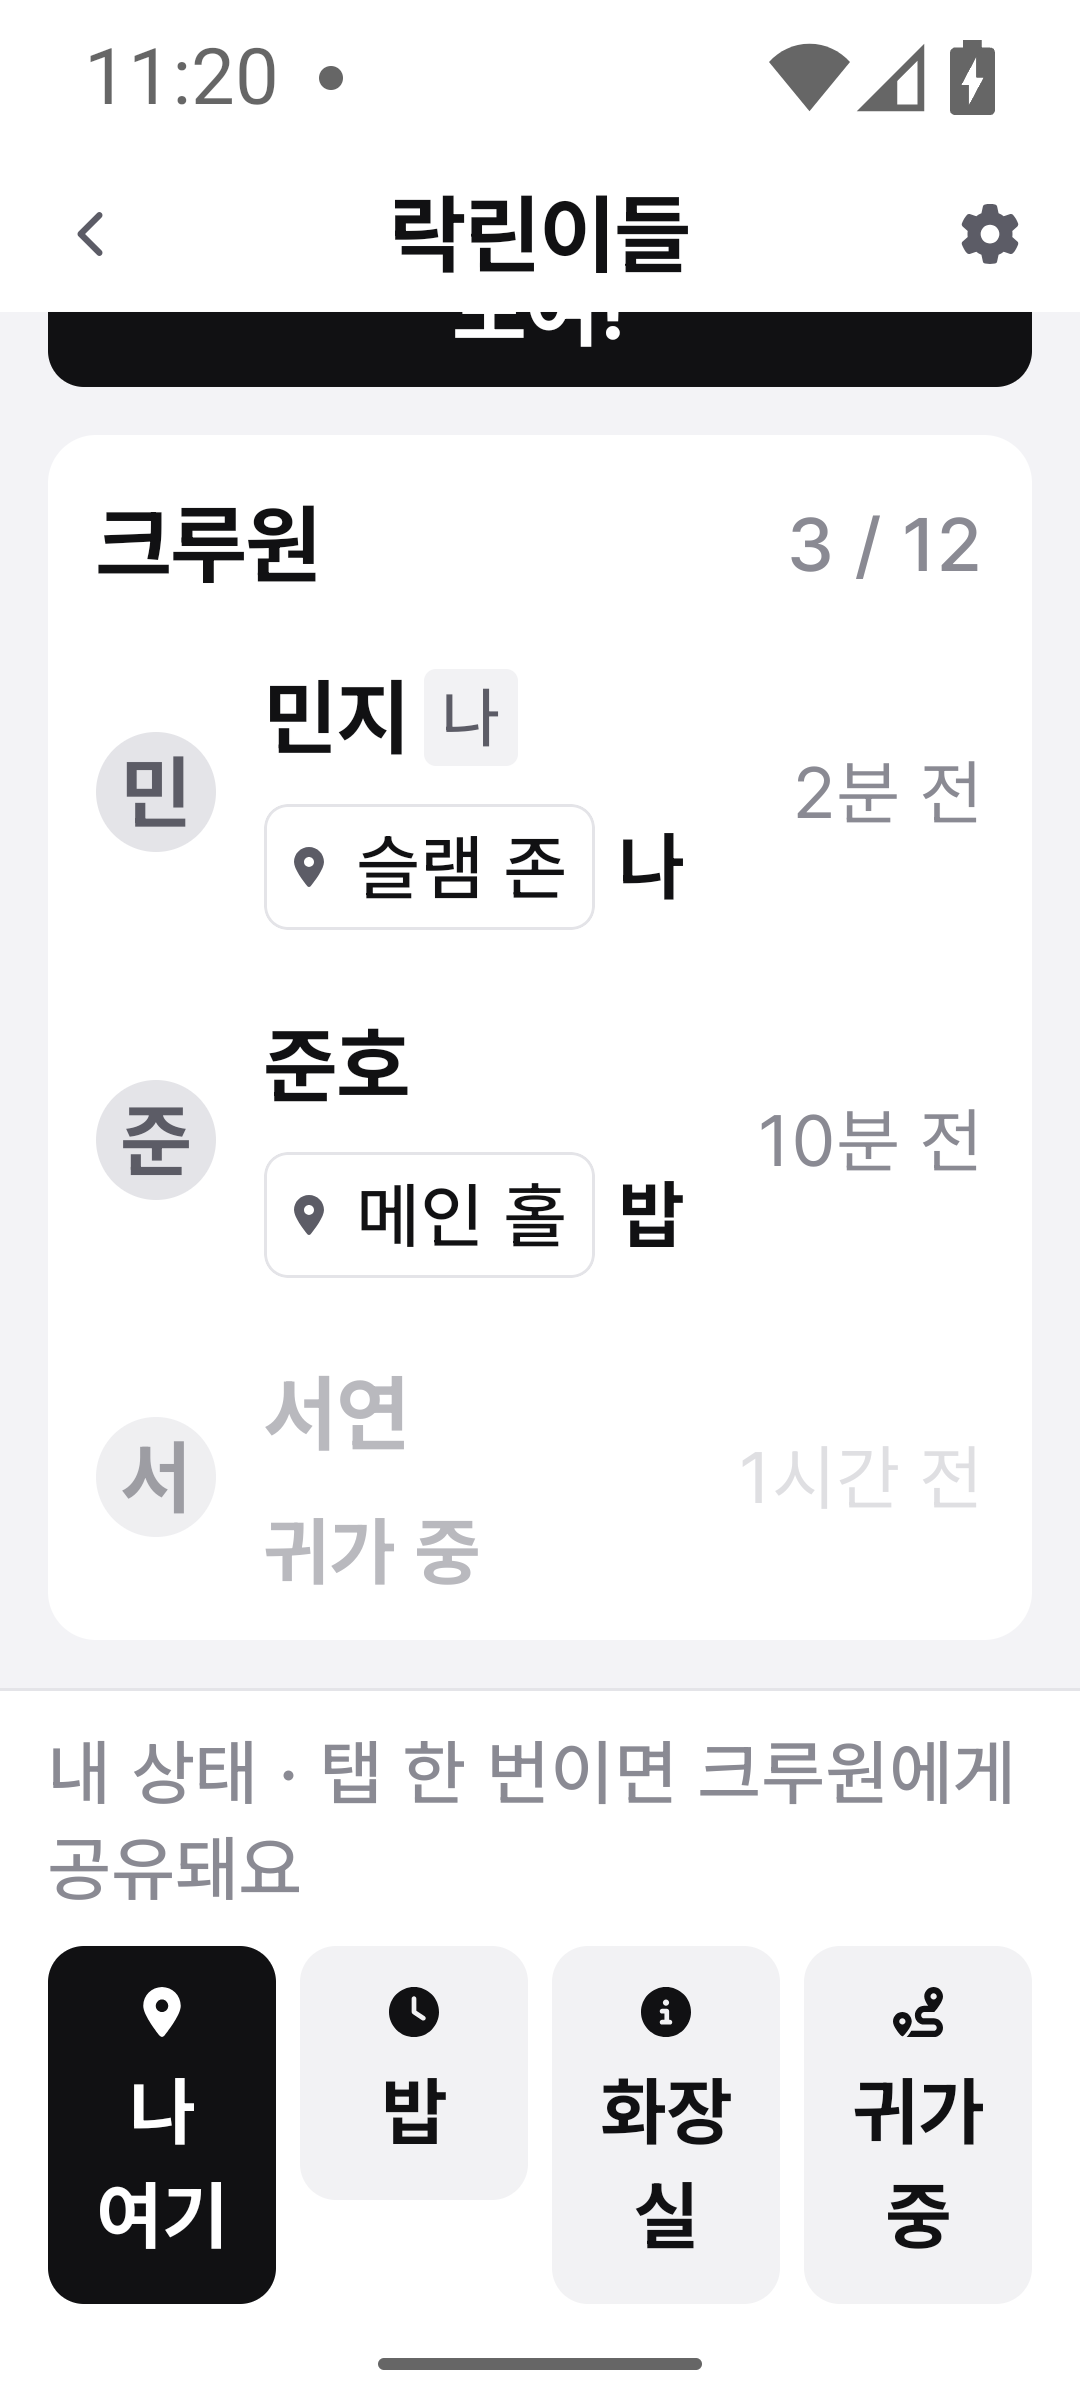 11:20
락린이들
크루원
3 / 12
민
민지 나
슬램 존 나
2분 전
준
준호
메인 홀 밥
10분 전
서
서연
귀가 중
1시간 전
내 상태 · 탭 한 번이면 크루원에게
공유돼요
나
여기
밥
화장
실
귀가
중